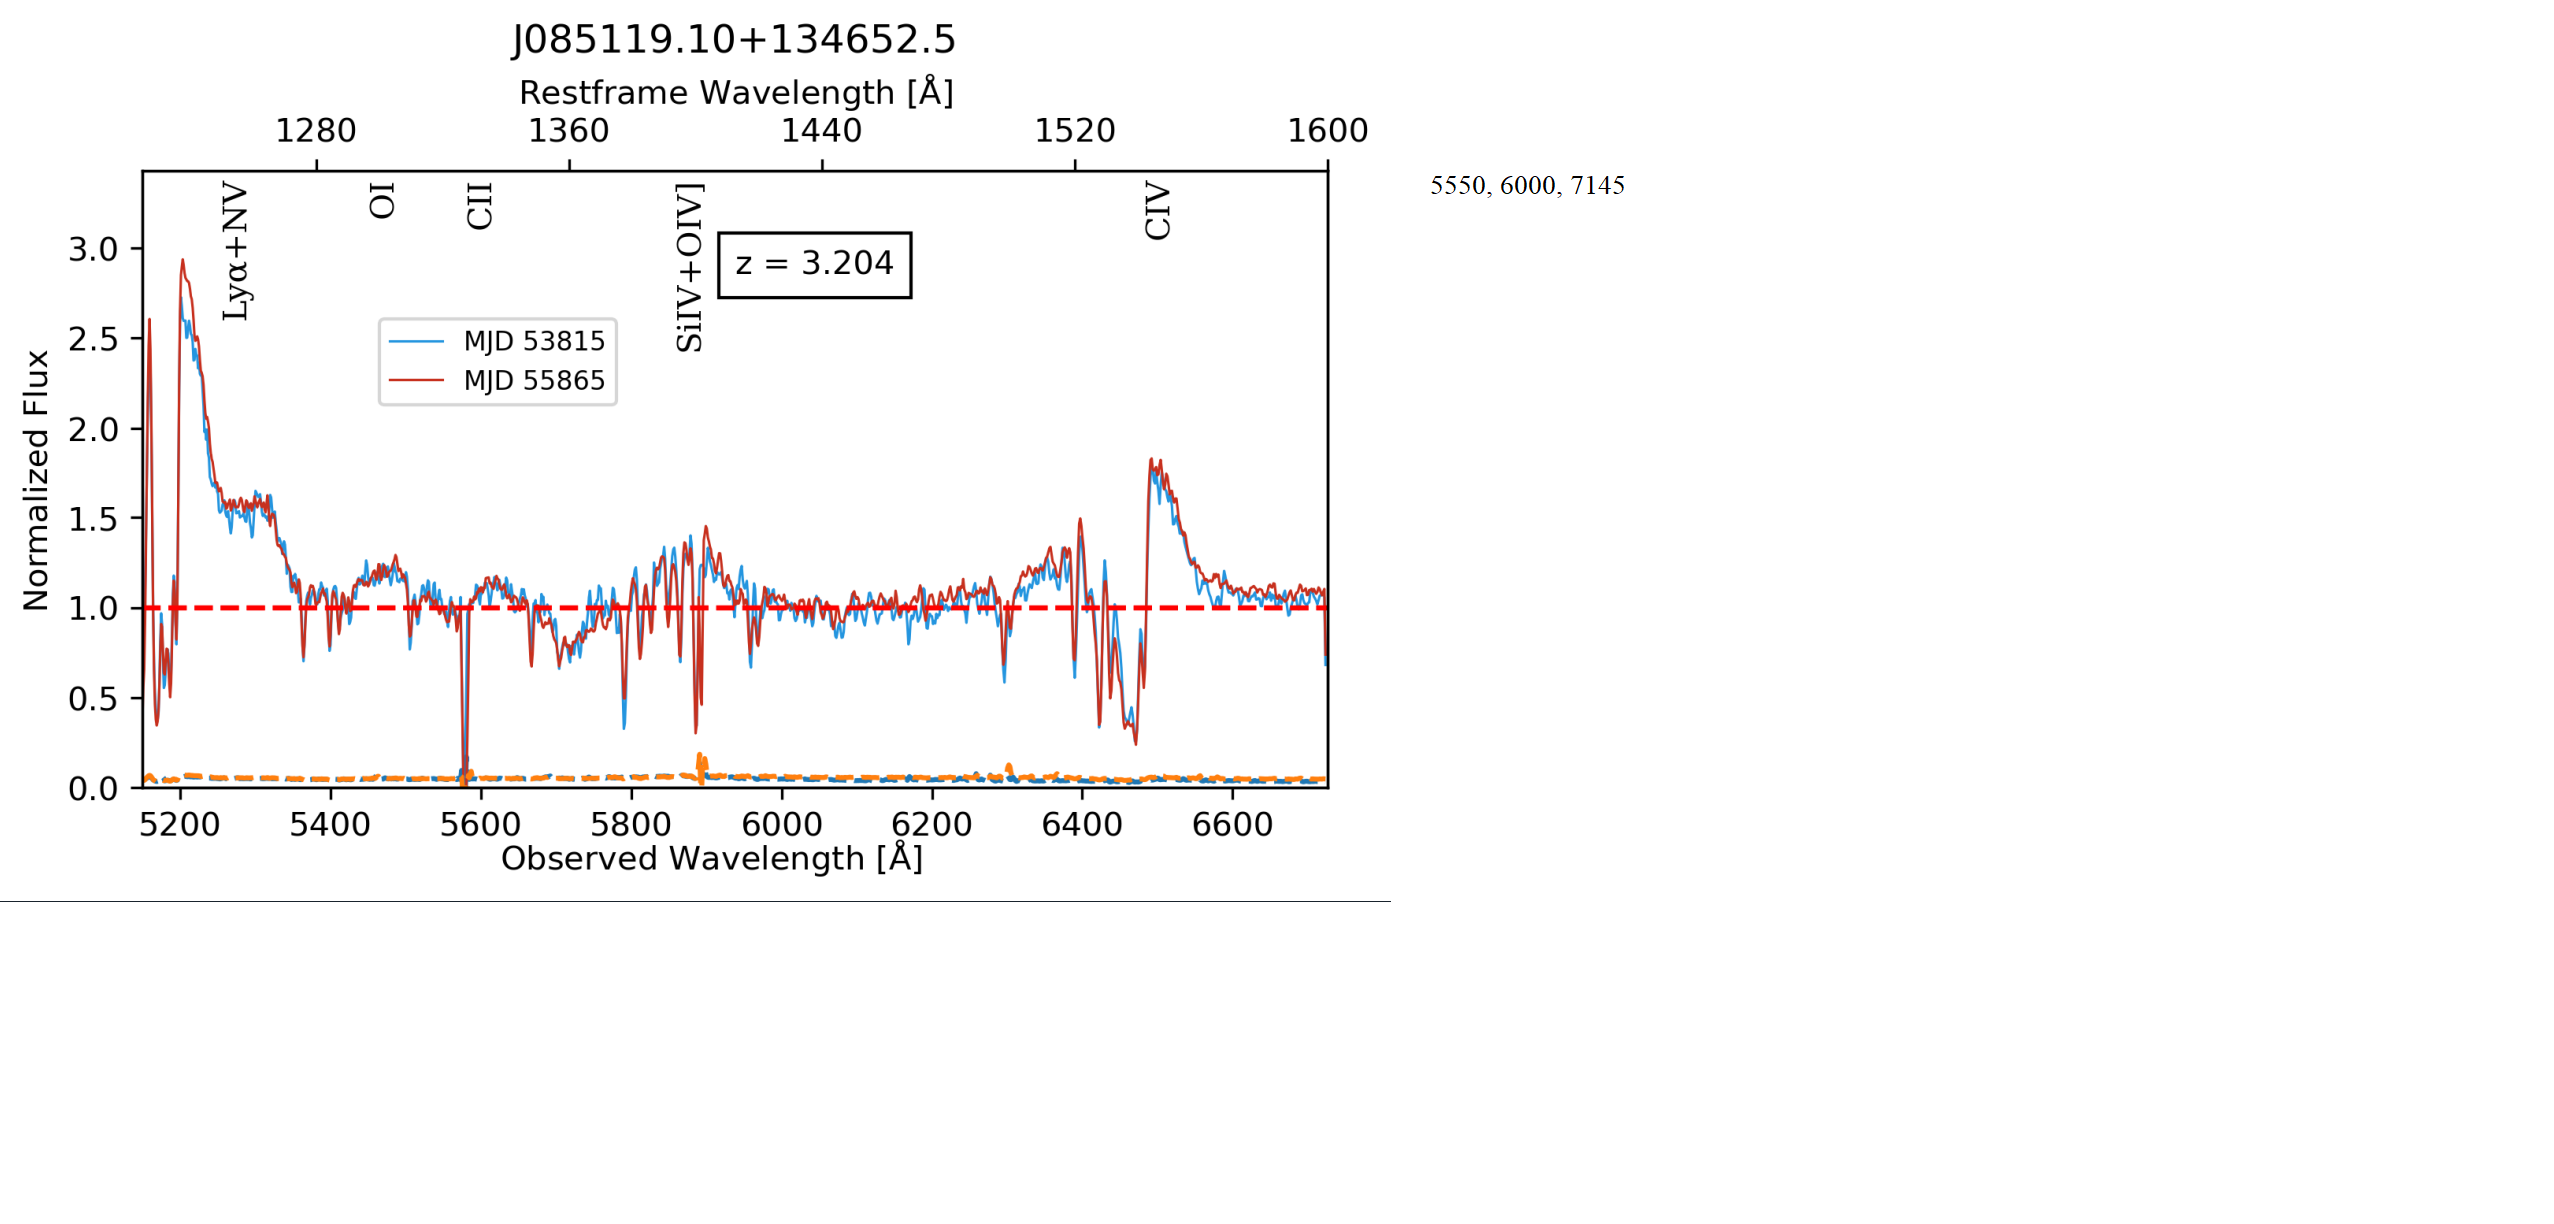 J085119.10+134652.5
Restframe Wavelength [Å]
1280 1360 1440 1520 1600
5550, 6000, 7145
Lyα+NV
OI
CII
SiIV+OIV]
CIV
z = 3.204
MJD 53815
MJD 55865
Normalized Flux
3.0
2.5
2.0
1.5
1.0
0.5
0.0
5200 5400 5600 5800 6000 6200 6400 6600
Observed Wavelength [Å]